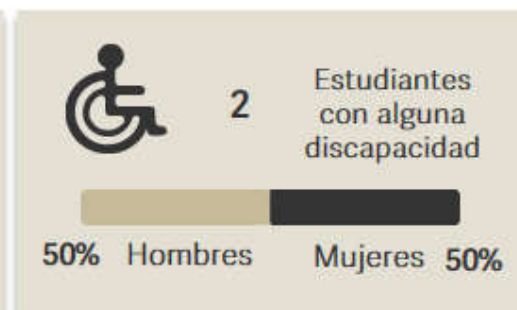 2
Estudiantes
con alguna
discapacidad
50% Hombres
Mujeres 50%